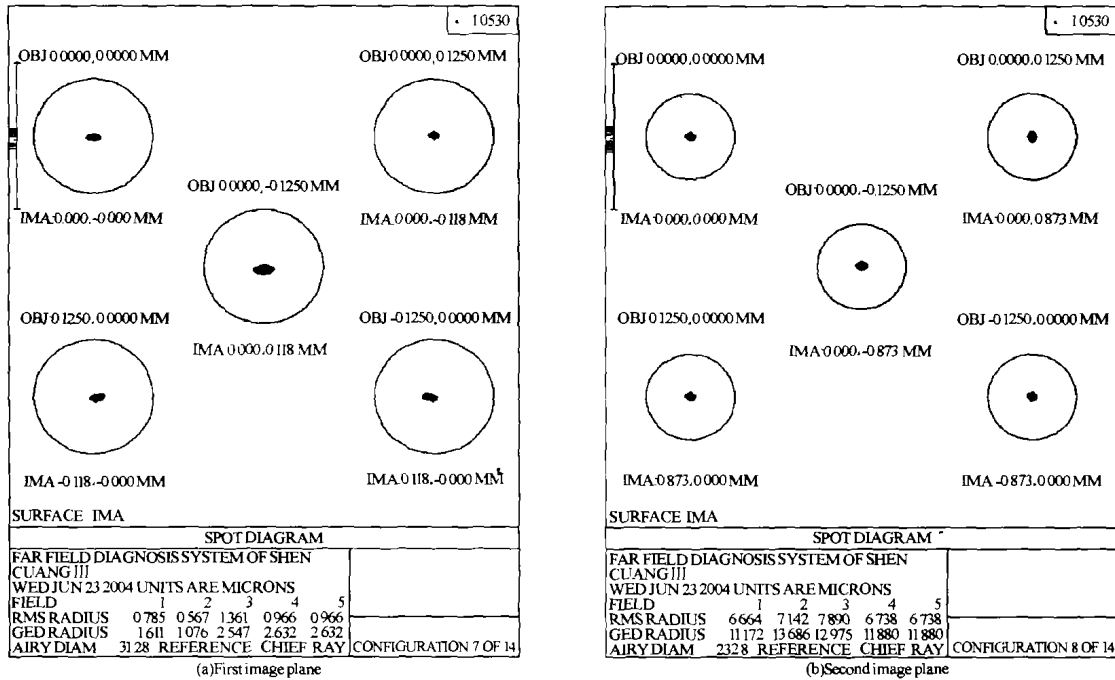 · 10530
OBJ 0 0000, 0 0000 MM
OBJ 0 0000, 0 1250 MM
OBJ 0 0000, -0 1250 MM
IMA:0 000. -0 000 MM
IMA:0 000. -0 118 MM
OBJ 0 1250, 0 0000 MM
OBJ -0 1250, 0 0000 MM
IMA 0 000. 0 118 MM
IMA -0 118. -0 000 MM
IMA 0 118. -0 000 MM
SURFACE IMA
SPOT DIAGRAM
FAR FIELD DIAGNOSIS SYSTEM OF SHEN
CUANG III
WED JUN 23 2004 UNITS ARE MICRONS
FIELD 1 2 3 4 5
RMS RADIUS 0 785 0 567 1 361 0 966 0 966
GED RADIUS 1 611 1 076 2 547 2 632 2 632
AIRY DIAM 31 28 REFERENCE CHIEF RAY
CONFIGURATION 7 OF 14
(a)First image plane
· 10530
OBJ 0 0000, 0 0000 MM
OBJ 0.0000. 0 1250 MM
OBJ 0 0000. -0 1250 MM
IMA:0 000. 0 000 MM
IMA:0 000. 0 873 MM
OBJ 0 1250, 0 0000 MM
OBJ -0 1250. 0 0000 MM
IMA:0 000. -0 873 MM
IMA:0 873. 0 000 MM
IMA -0 873. 0 000 MM
SURFACE IMA
SPOT DIAGRAM
FAR FIELD DIAGNOSIS SYSTEM OF SHEN
CUANG III
WED JUN 23 2004 UNITS ARE MICRONS
FIELD 1 2 3 4 5
RMS RADIUS 6 664 7 142 7 890 6 738 6 738
GED RADIUS 11 172 13 686 12 975 11 880 11 880
AIRY DIAM 232 8 REFERENCE CHIEF RAY
CONFIGURATION 8 OF 14
(b)Second image plane